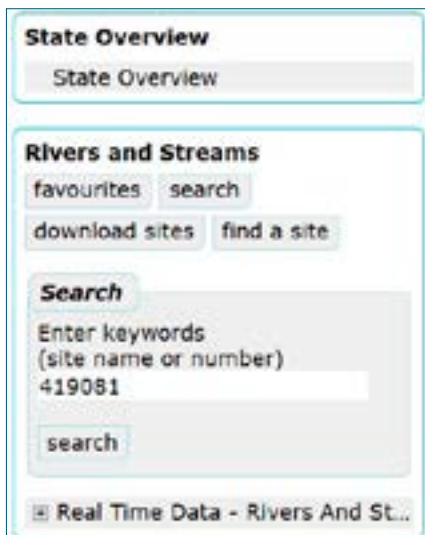 State Overview
State Overview
Rivers and Streams
favourites search
download sites find a site
Search
Enter keywords
(site name or number)
419081
search
Real Time Data - Rivers And St...